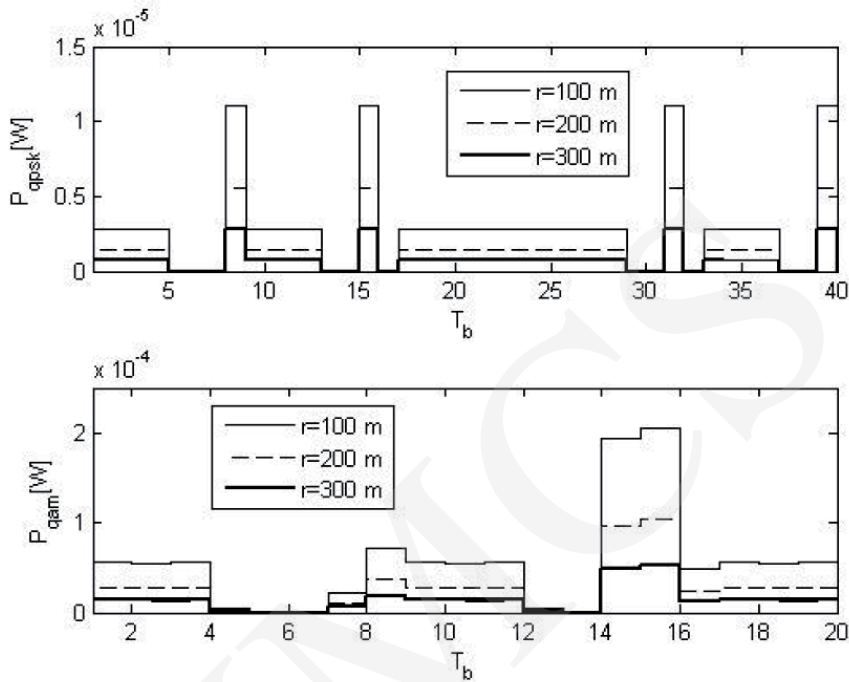 x 10^-5
1.5
1
0.5
0
P_qpsk[W]
r=100 m
r=200 m
r=300 m
5 10 15 20 25 30 35 40
T_b
x 10^-4
2
1
0
P_qam[W]
r=100 m
r=200 m
r=300 m
2 4 6 8 10 12 14 16 18 20
T_b